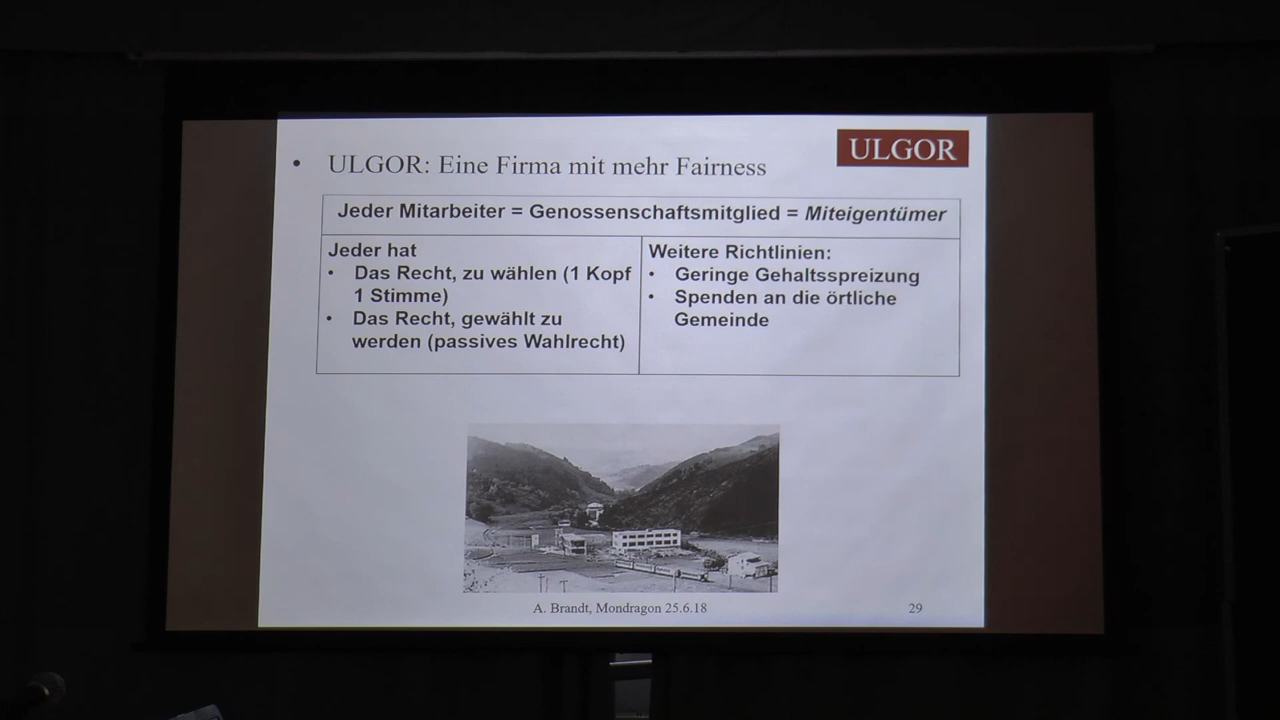 ULGOR
• ULGOR: Eine Firma mit mehr Fairness
Jeder Mitarbeiter = Genossenschaftsmitglied = Miteigentümer
Jeder hat
• Das Recht, zu wählen (1 Kopf
1 Stimme)
• Das Recht, gewählt zu
werden (passives Wahlrecht)
Weitere Richtlinien:
• Geringe Gehaltsspreizung
• Spenden an die örtliche
Gemeinde
A. Brandt, Mondragon 25.6.18
29